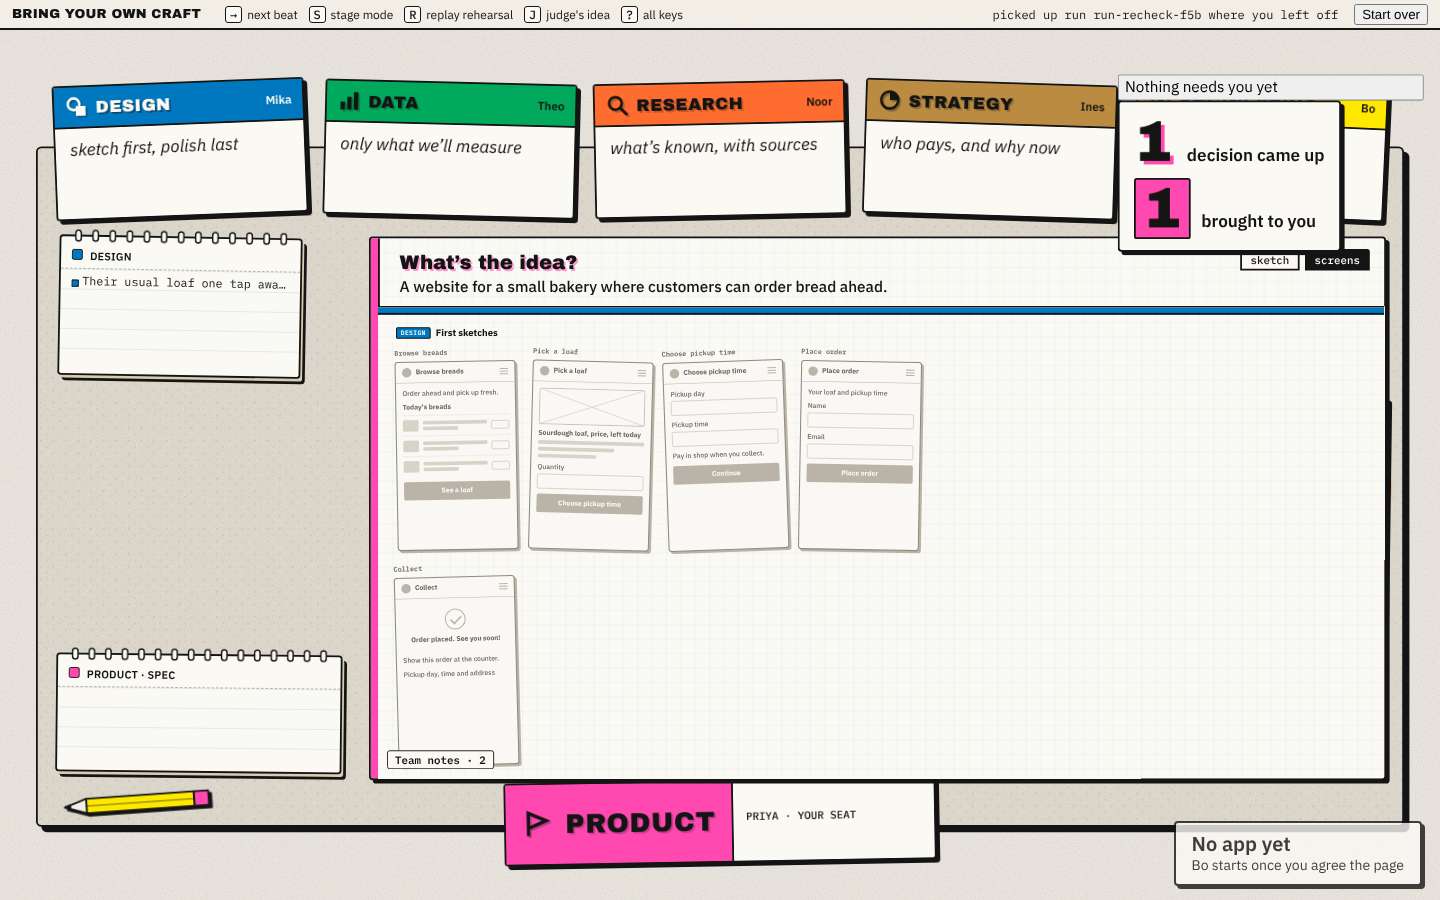 BRING YOUR OWN CRAFT → next beat S stage mode R replay rehearsal J judge's idea ? all keys picked up run run-recheck-f5b where you left off Start over
Nothing needs you yet
DESIGN Mika
sketch first, polish last
DATA Theo
only what we'll measure
RESEARCH Noor
what's known, with sources
STRATEGY Ines
who pays, and why now
Bo
1 decision came up
1 brought to you
DESIGN
Their usual loaf one tap awa…
What's the idea?
A website for a small bakery where customers can order bread ahead.
sketch screens
DESIGN First sketches
Browse breads
Browse breads
Order ahead and pick up fresh.
Today's breads
See a loaf
Pick a loaf
Pick a loaf
Sourdough loaf, price, left today
Quantity
Choose pickup time
Choose pickup time
Choose pickup time
Pickup day
Pickup time
Pay in shop when you collect.
Continue
Place order
Place order
Your loaf and pickup time
Name
Email
Place order
Collect
Collect
Order placed. See you soon!
Show this order at the counter.
Pickup day, time and address
Team notes · 2
PRODUCT · SPEC
PRODUCT
PRIYA · YOUR SEAT
No app yet
Bo starts once you agree the page